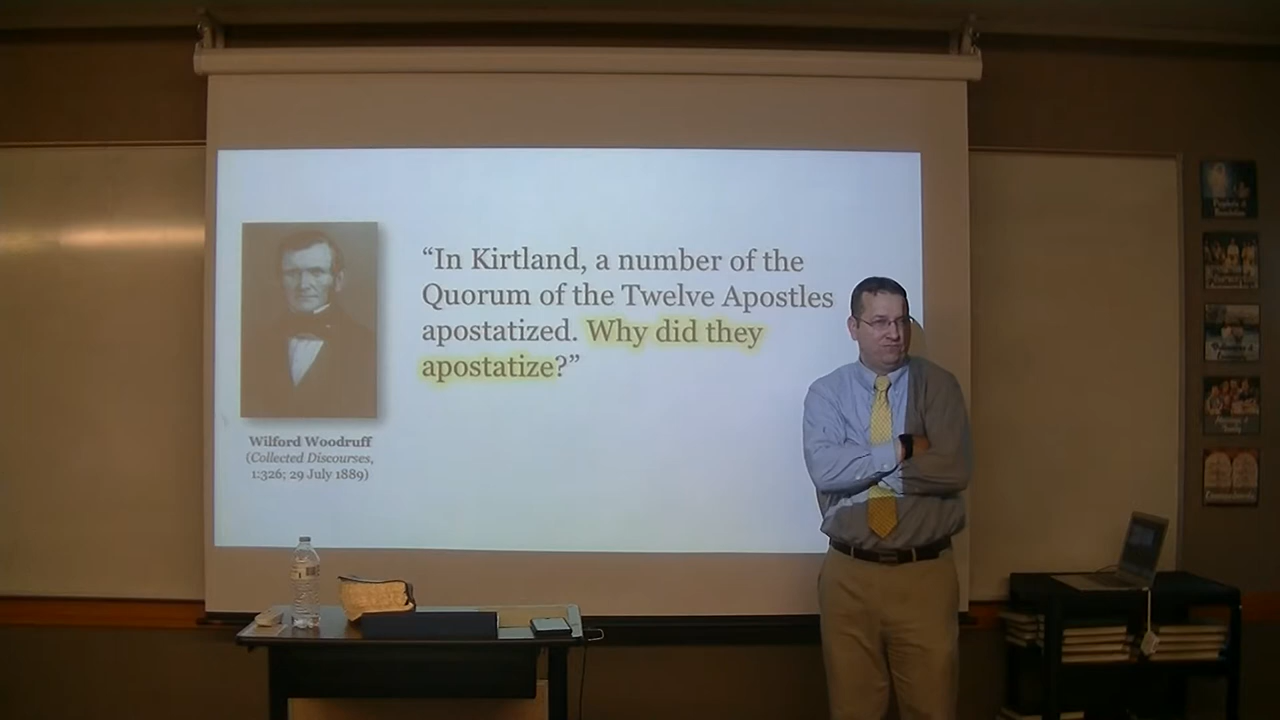 “In Kirtland, a number of the
Quorum of the Twelve Apostles
apostatized. Why did they
apostatize?”
Wilford Woodruff
(Collected Discourses,
1:326; 29 July 1889)